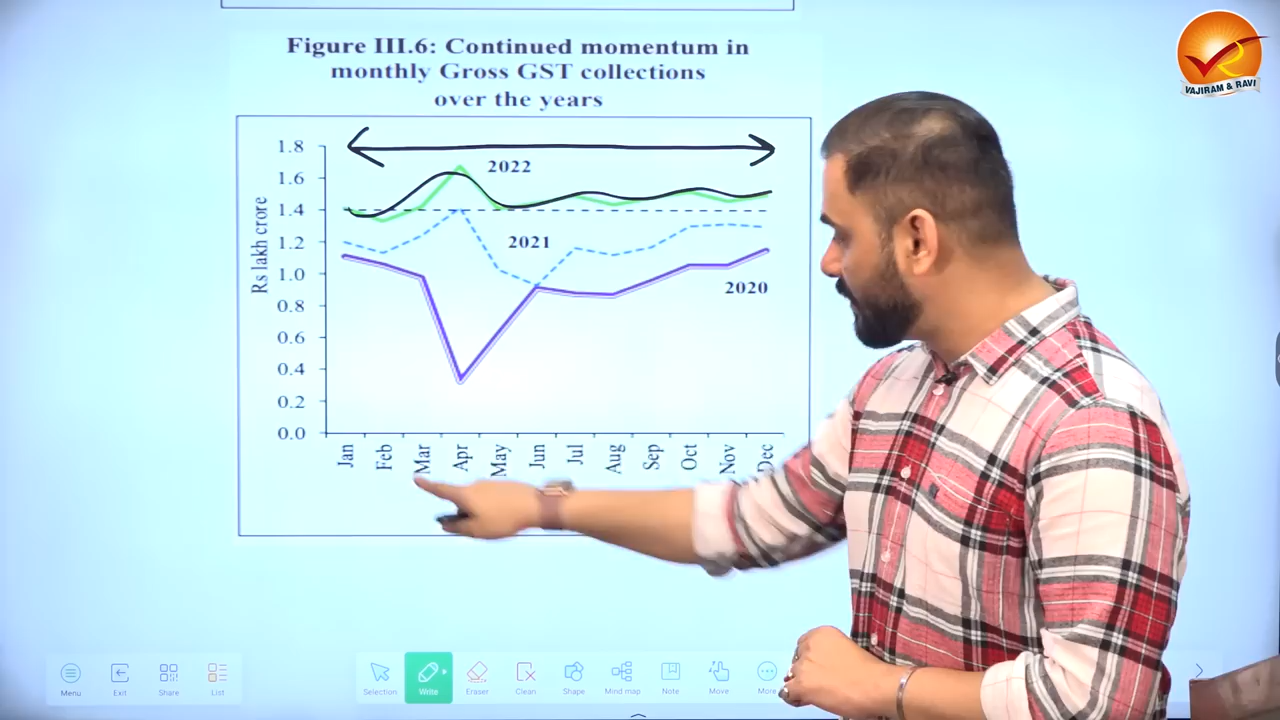 Figure III.6: Continued momentum in
monthly Gross GST collections
over the years
VAJIRAM & RAVI
1.8
1.6
1.4
1.2
1.0
0.8
0.6
0.4
0.2
0.0
Rs lakh crore
2022
2021
2020
Jan Feb Mar Apr May Jun Jul Aug Sep Oct Nov Dec
Menu Exit Share List Selection Write Eraser Clean Shape Mind map Note Move More